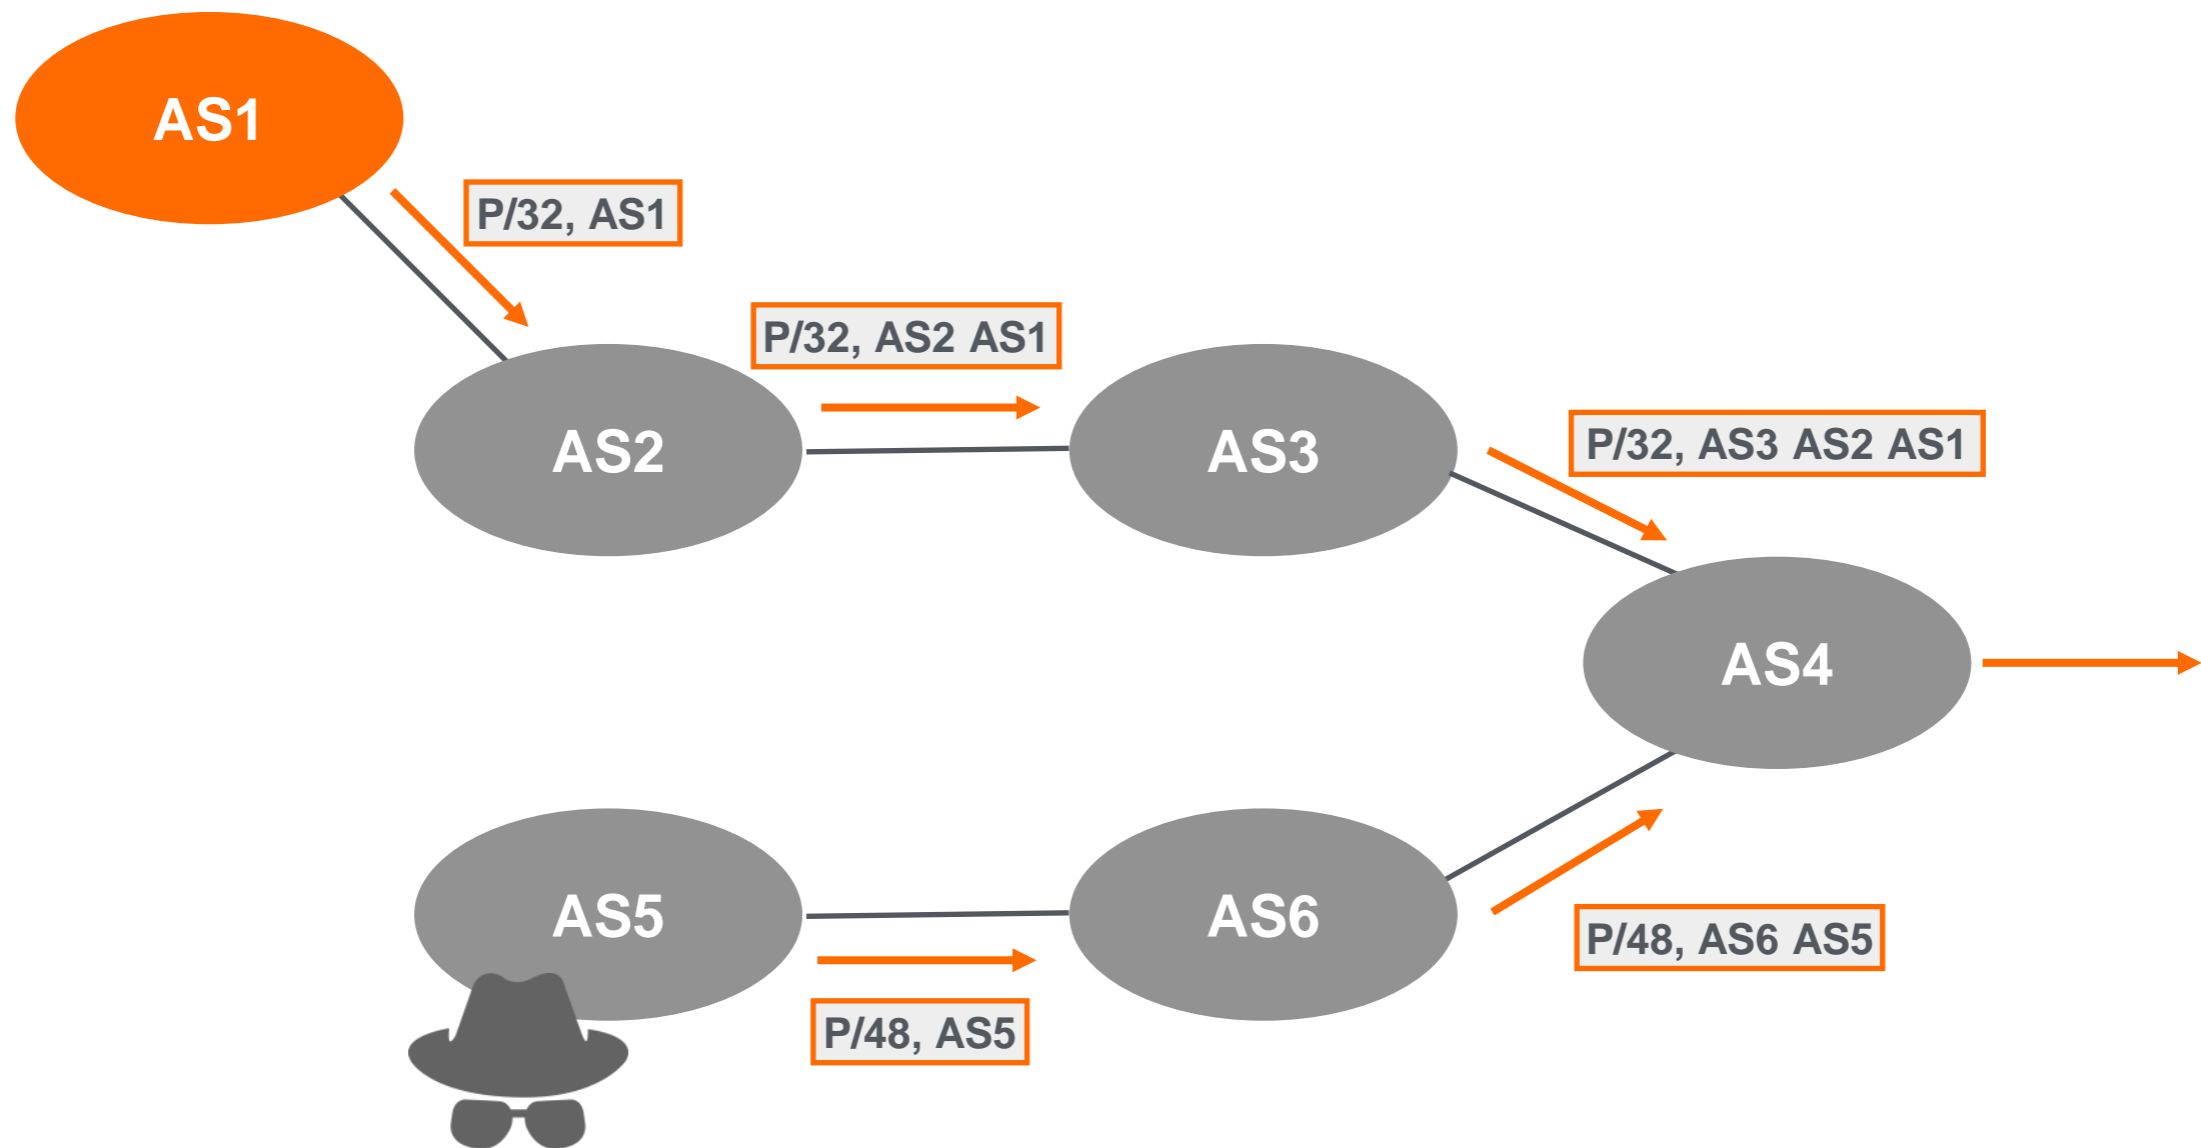 AS1
P/32, AS1
P/32, AS2 AS1
AS2
AS3
P/32, AS3 AS2 AS1
AS4
AS5
AS6
P/48, AS6 AS5
P/48, AS5